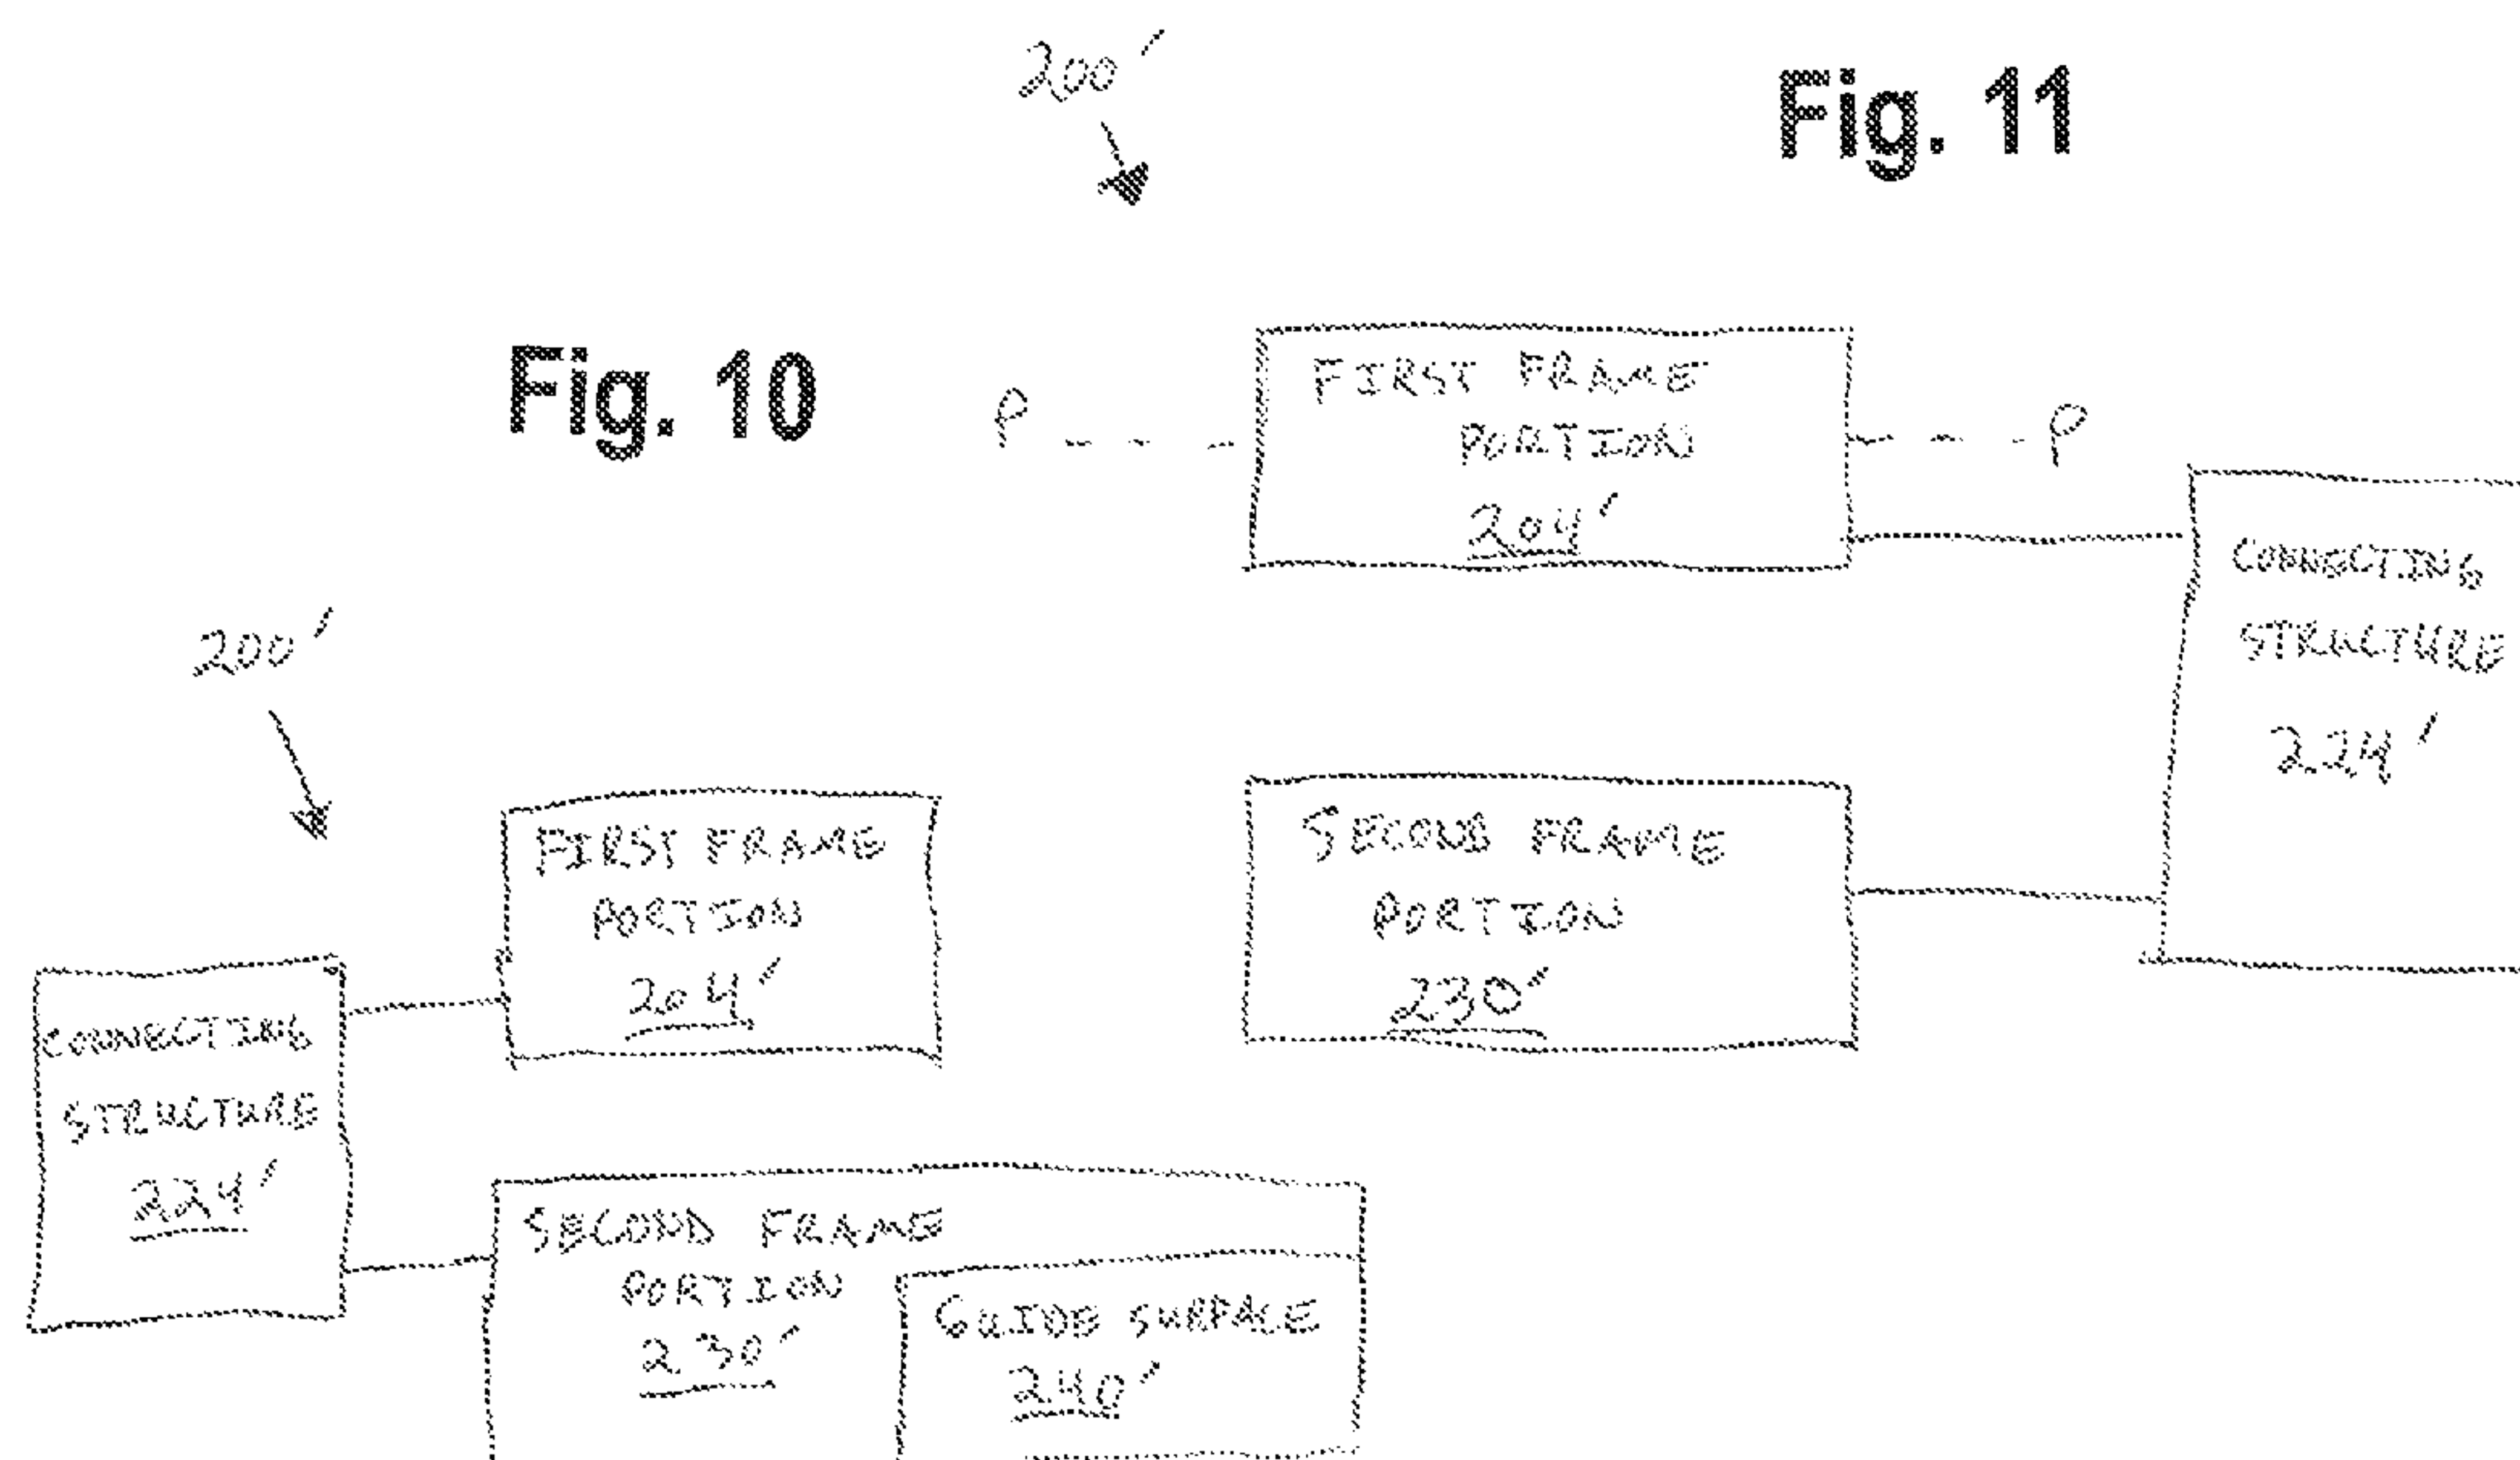 200'
Fig. 11
Fig. 10
P
FIRST FRAME
PORTION
204'
P
CONNECTING
STRUCTURE
224'
SECOND FRAME
PORTION
230'
200'
FIRST FRAME
PORTION
204'
CONNECTING
STRUCTURE
224'
SECOND FRAME
PORTION
230'
GUIDE SURFACE
240'